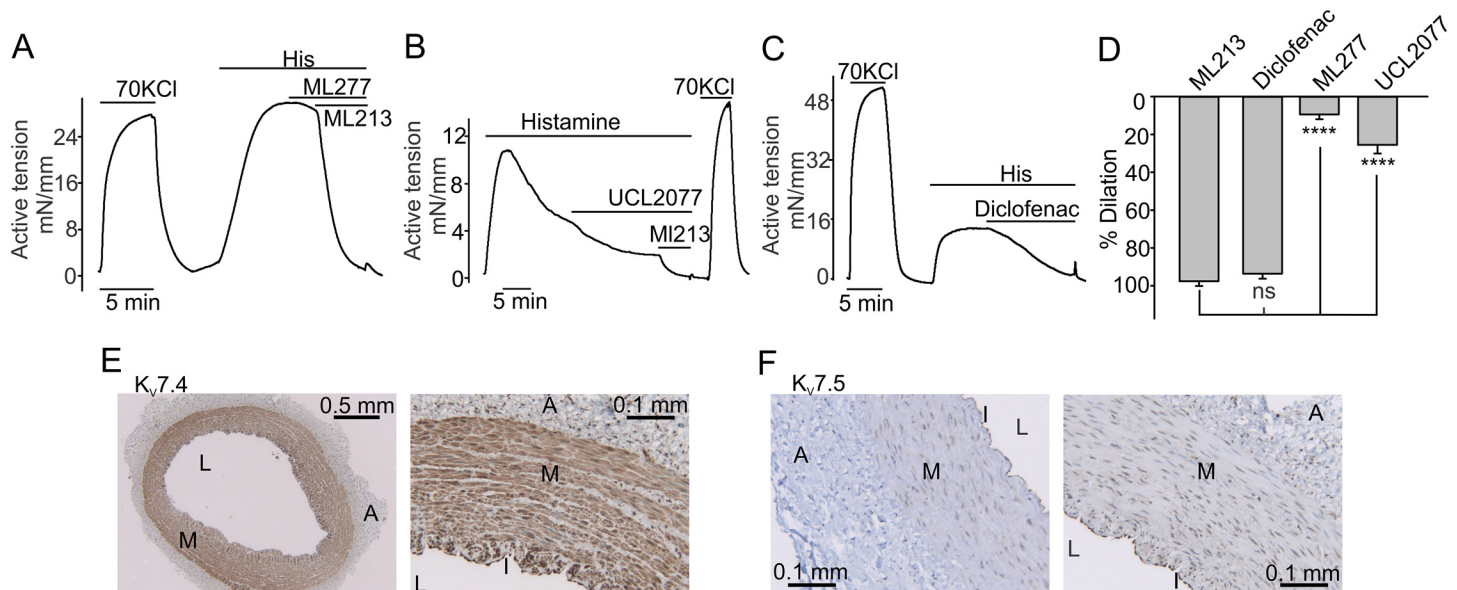 A
His
70KCl
ML277
ML213
24
16
8
0
Active tension
mN/mm
5 min
B
70KCl
Histamine
12
8
4
0
UCL2077
Ml213
Active tension
mN/mm
5 min
C
70KCl
48
32
16
0
His
Diclofenac
Active tension
mN/mm
5 min
D
ML213
Diclofenac
ML277
UCL2077
0
20
40
60
80
100
% Dilation
****
****
ns
E
KV7.4
0.5 mm
L
A
M
0.1 mm
A
M
I
L
F
KV7.5
I
L
A
M
0.1 mm
A
M
L
I
0.1 mm